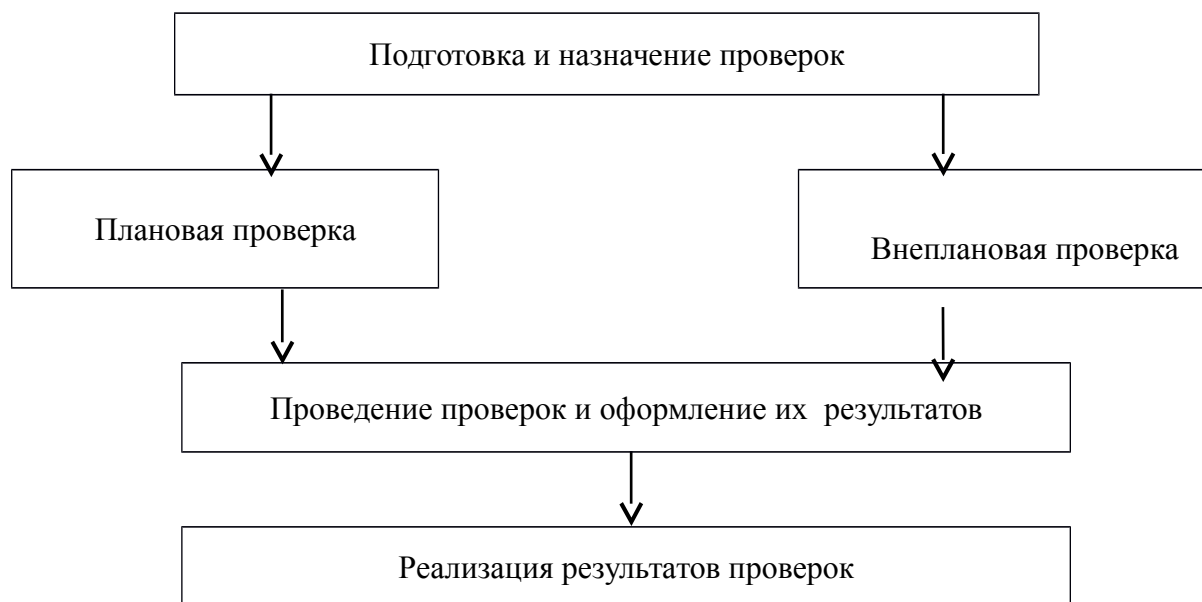 Подготовка и назначение проверок
Плановая проверка
Внеплановая проверка
Проведение проверок и оформление их результатов
Реализация результатов проверок